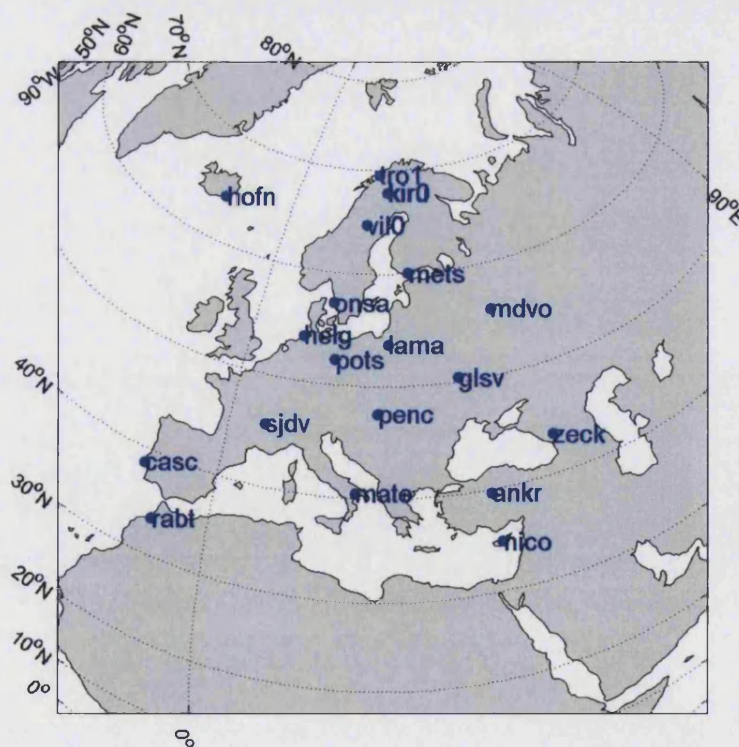 50°N
60°N
70°N
80°N
90°W
tro1
kir0
hofn
90°E
vil0
mets
onsa
mdvo
helg
lama
pots
glsv
40°N
penc
sjdv
zeck
casc
mate
ankr
30°N
rabt
nico
20°N
10°N
0°
0°